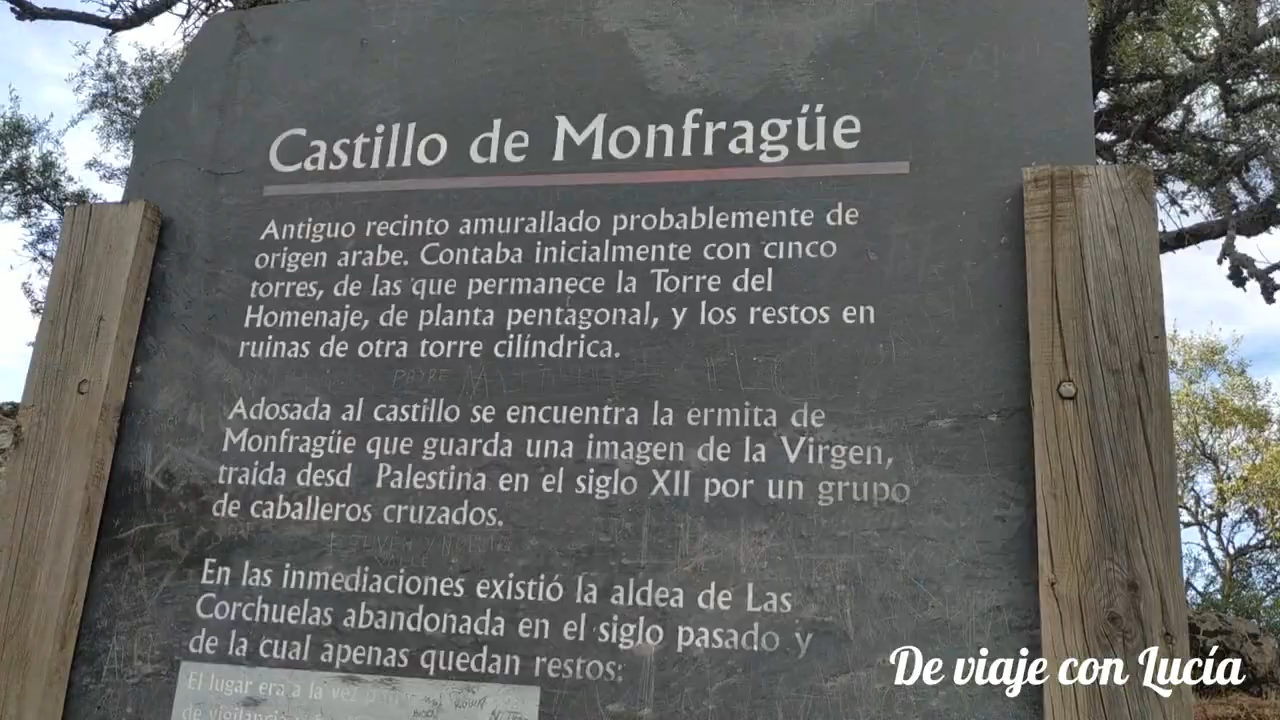 Castillo de Monfragüe
Antiguo recinto amurallado probablemente de
origen arabe. Contaba inicialmente con cinco
torres, de las que permanece la Torre del
Homenaje, de planta pentagonal, y los restos en
ruinas de otra torre cilíndrica.
Adosada al castillo se encuentra la ermita de
Monfragüe que guarda una imagen de la Virgen,
traida desd Palestina en el siglo XII por un grupo
de caballeros cruzados.
En las inmediaciones existió la aldea de Las
Corchuelas abandonada en el siglo pasado y
de la cual apenas quedan restos:
El lugar era a la vez
de vigilanci
De viaje con Lucía